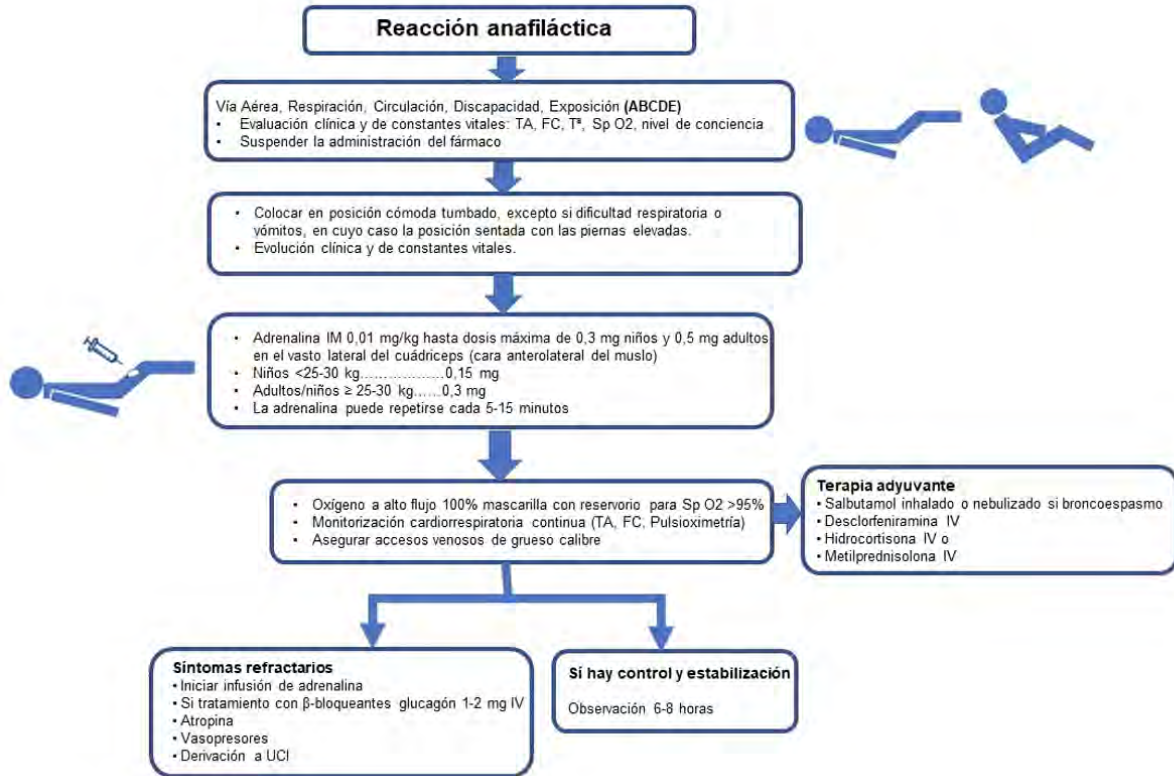 Reacción anafiláctica
Vía Aérea, Respiración, Circulación, Discapacidad, Exposición (ABCDE)
• Evaluación clínica y de constantes vitales: TA, FC, Tª, Sp O2, nivel de conciencia
• Suspender la administración del fármaco
• Colocar en posición cómoda tumbado, excepto si dificultad respiratoria o
vómitos, en cuyo caso la posición sentada con las piernas elevadas.
• Evolución clínica y de constantes vitales.
• Adrenalina IM 0,01 mg/kg hasta dosis máxima de 0,3 mg niños y 0,5 mg adultos
en el vasto lateral del cuádriceps (cara anterolateral del muslo)
• Niños <25-30 kg………………0,15 mg
• Adultos/niños ≥ 25-30 kg……0,3 mg
• La adrenalina puede repetirse cada 5-15 minutos
• Oxígeno a alto flujo 100% mascarilla con reservorio para Sp O2 >95%
• Monitorización cardiorrespiratoria continua (TA, FC, Pulsioximetría)
• Asegurar accesos venosos de grueso calibre
Terapia adyuvante
• Salbutamol inhalado o nebulizado si broncoespasmo
• Desclorfeniramina IV
• Hidrocortisona IV o
• Metilprednisolona IV
Síntomas refractarios
• Iniciar infusión de adrenalina
• Si tratamiento con β-bloqueantes glucagón 1-2 mg IV
• Atropina
• Vasopresores
• Derivación a UCI
Sí hay control y estabilización
Observación 6-8 horas